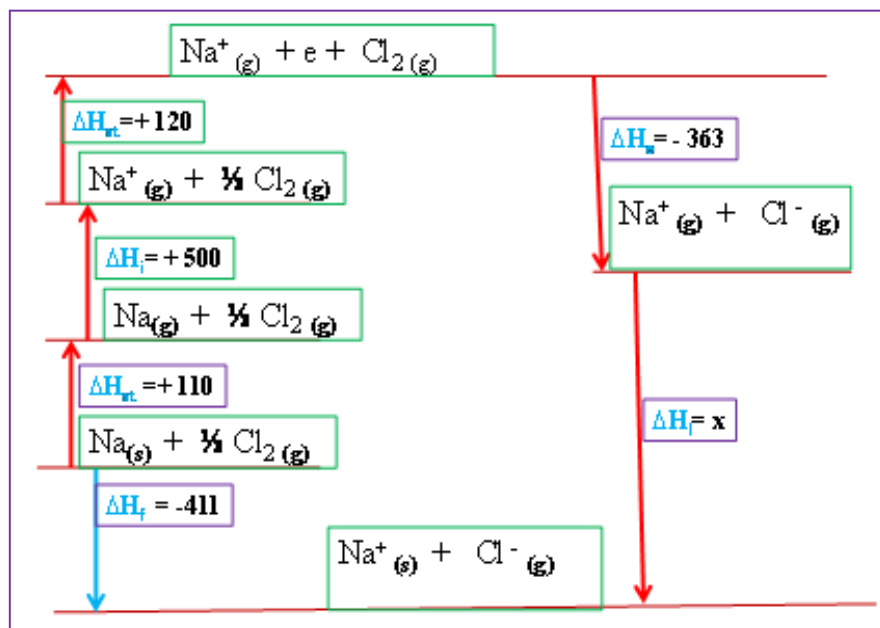 Na⁺ (g) + e + Cl₂ (g)
ΔHat.=+120
ΔHa= - 363
Na⁺ (g) + ½ Cl₂ (g)
Na⁺ (g) + Cl⁻ (g)
ΔHi=+500
Na(g) + ½ Cl₂ (g)
ΔHat. =+110
ΔHl= x
Na(s) + ½ Cl₂ (g)
ΔHf = -411
Na⁺ (s) + Cl⁻ (g)